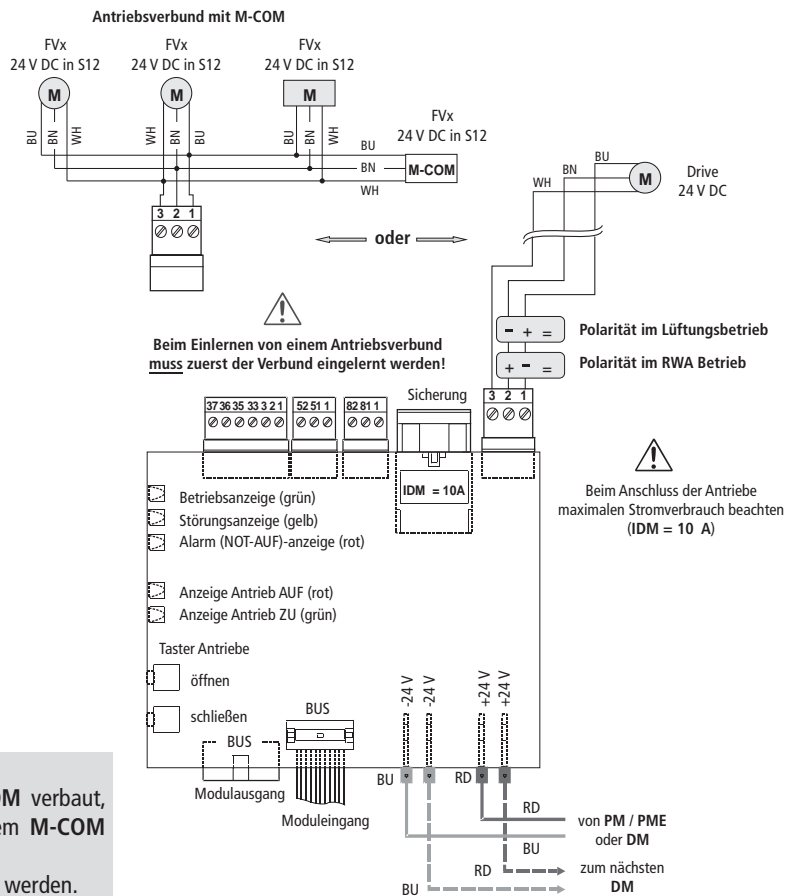 Antriebsverbund mit M-COM
FVx
24 V DC in S12
FVx
24 V DC in S12
FVx
24 V DC in S12
M
M
M
BU
BN
WH
WH
BN
BU
BU
BN
WH
FVx
24 V DC in S12
BU
BN
WH
M-COM
3 2 1
oder
BU
BN
WH
M
Drive
24 V DC
Beim Einlernen von einem Antriebsverbund
muss zuerst der Verbund eingelernt werden!
- + =
Polarität im Lüftungsbetrieb
+ - =
Polarität im RWA Betrieb
37 36 35 33 3 2 1
52 51 1
82 81 1
Sicherung
3 2 1
IDM = 10A
Beim Anschluss der Antriebe
maximalen Stromverbrauch beachten
(IDM = 10 A)
Betriebsanzeige (grün)
Störungsanzeige (gelb)
Alarm (NOT-AUF)-anzeige (rot)
Anzeige Antrieb AUF (rot)
Anzeige Antrieb ZU (grün)
Taster Antriebe
öffnen
schließen
BUS
Modulausgang
BUS
Moduleingang
-24 V
-24 V
+24 V
+24 V
BU
RD
RD
BU
von PM / PME
oder DM
RD
BU
zum nächsten
DM
OM verbaut,
em M-COM
werden.